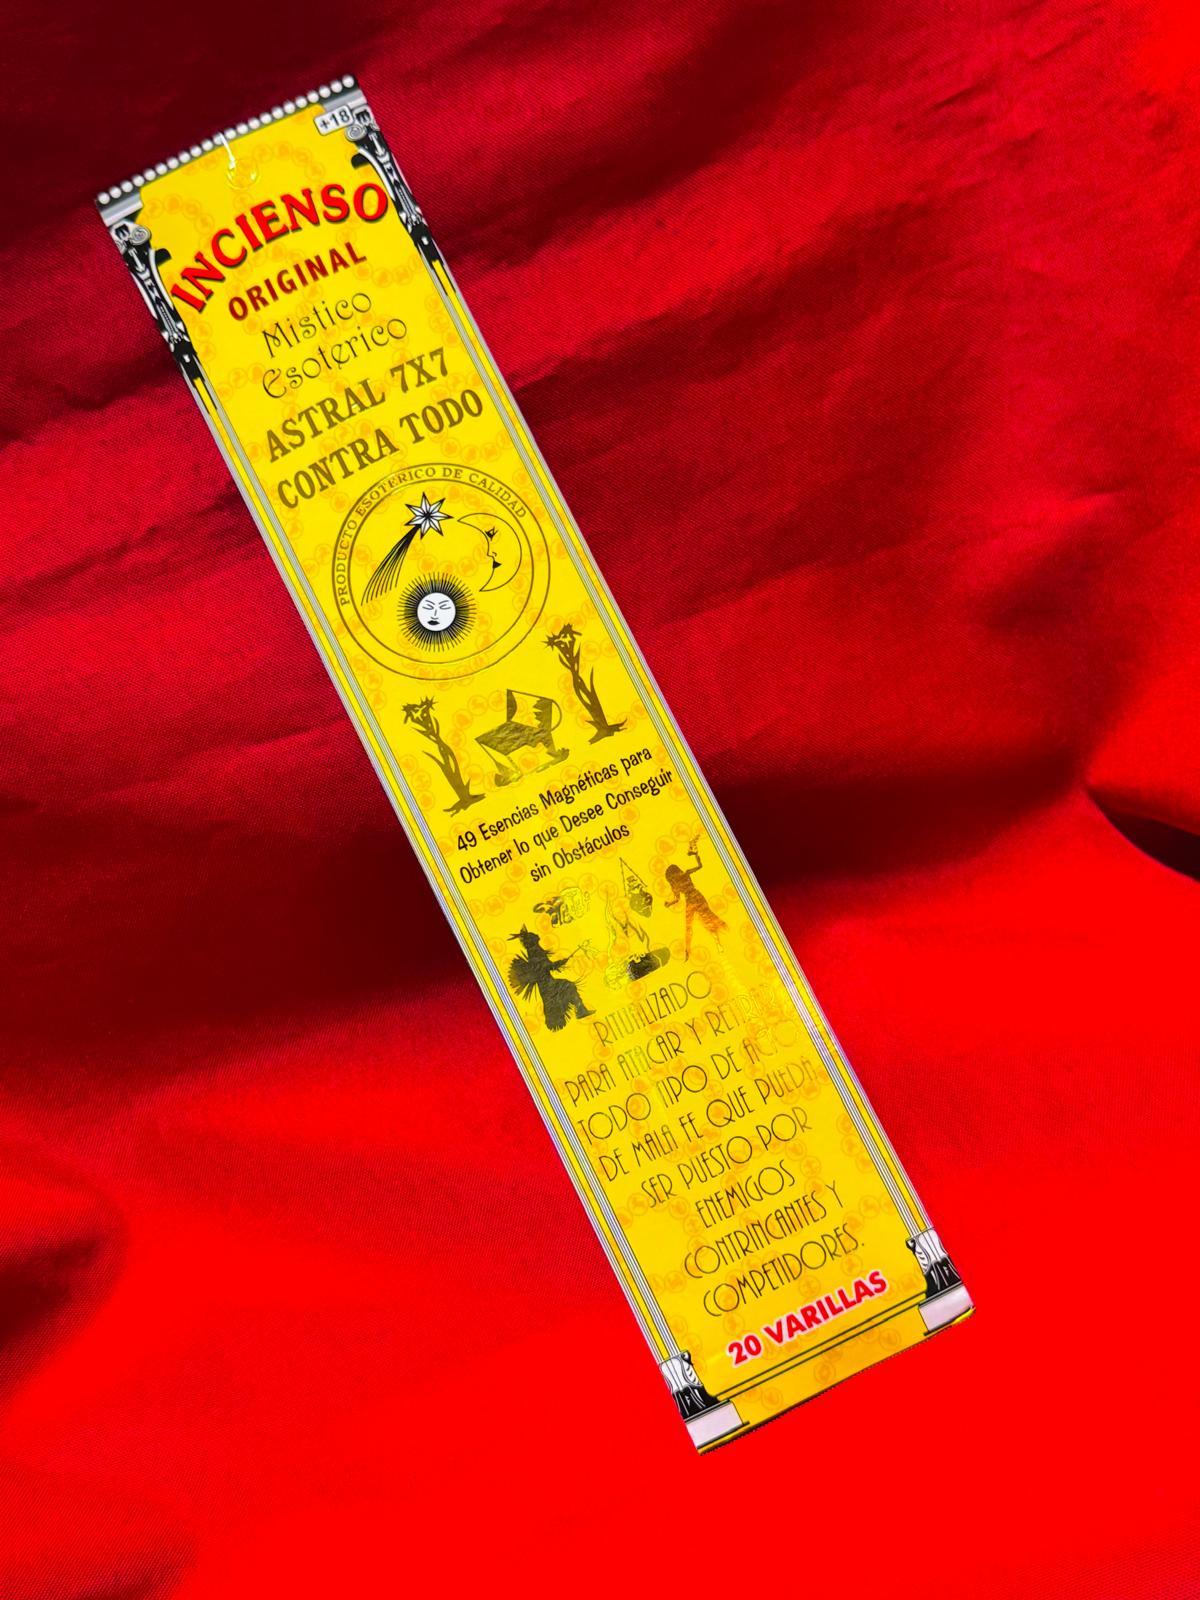 +18
INCIENSO
ORIGINAL
Mistico
Esoterico
ASTRAL 7X7
CONTRA TODO
PRODUCTO ESOTERICO DE CALIDAD
49 Esencias Magnéticas para
Obtener lo que Desee Conseguir
sin Obstáculos
RITUALIZADO
PARA ATACAR Y RETIRAR
TODO TIPO DE ACTO
DE MALA FE QUE PUEDA
SER PUESTO POR
ENEMIGOS
CONTRINCANTES Y
COMPETIDORES.
20 VARILLAS